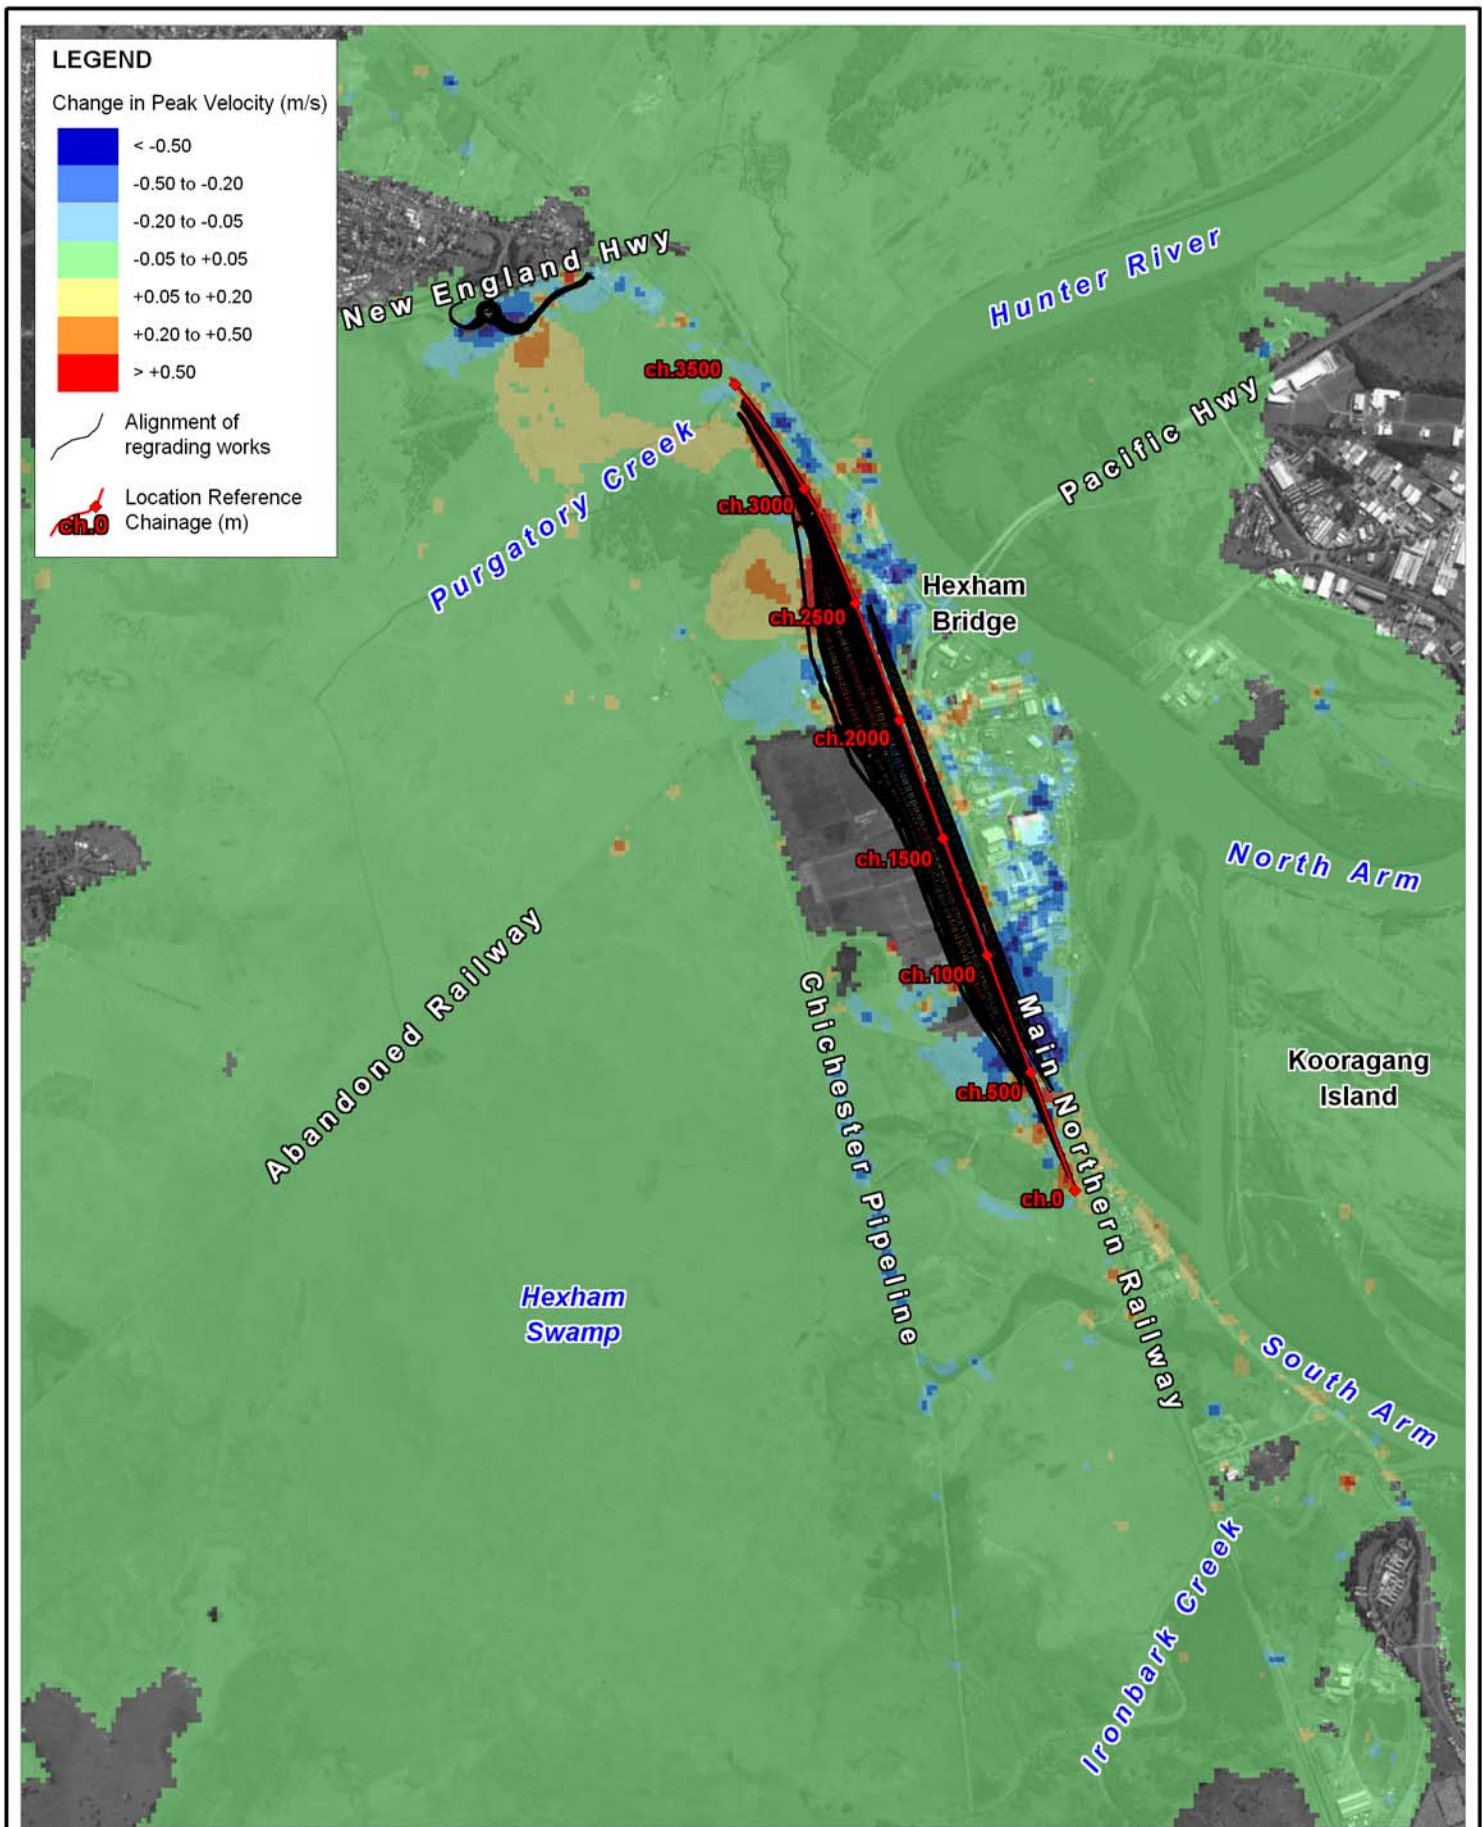 LEGEND
Change in Peak Velocity (m/s)
< -0.50
-0.50 to -0.20
-0.20 to -0.05
-0.05 to +0.05
+0.05 to +0.20
+0.20 to +0.50
> +0.50
Alignment of
regrading works
ch.0
Location Reference
Chainage (m)
New England Hwy
Hunter River
ch.3500
Pacific Hwy
Purgatory Creek
ch.3000
Hexham
Bridge
ch.2500
ch.2000
ch.1500
North Arm
Abandoned Railway
ch.1000
Chichester Pipeline
Main Northern Railway
Kooragang
Island
ch.500
ch.0
Hexham
Swamp
South Arm
Ironbark Creek